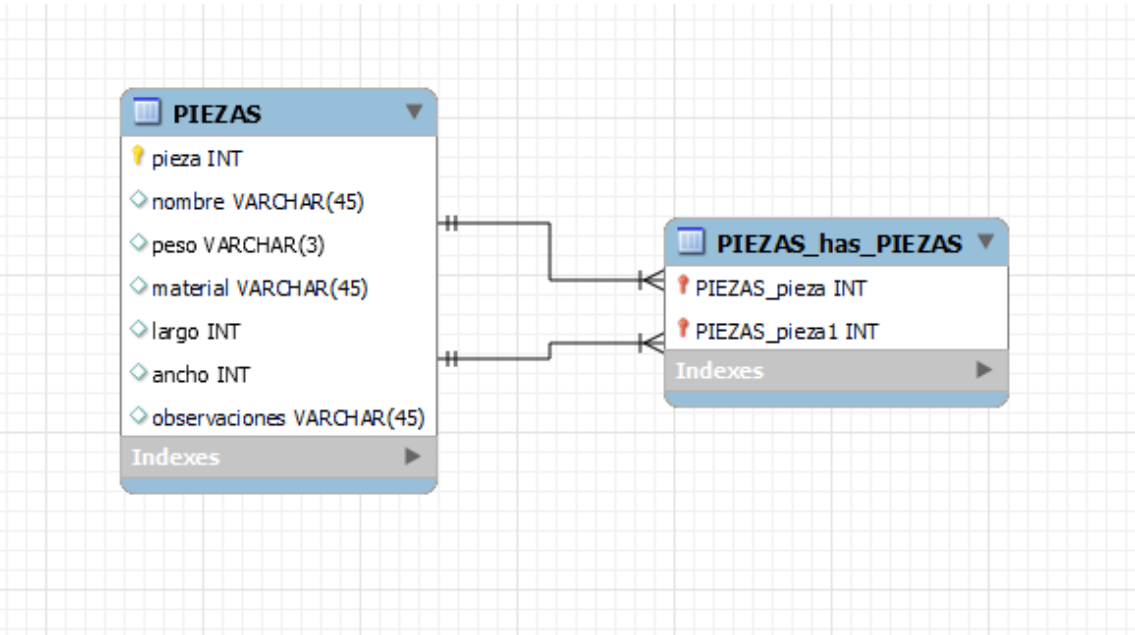 PIEZAS
pieza INT
nombre VARCHAR(45)
peso VARCHAR(3)
material VARCHAR(45)
largo INT
ancho INT
observaciones VARCHAR(45)
Indexes
PIEZAS_has_PIEZAS
PIEZAS_pieza INT
PIEZAS_pieza1 INT
Indexes